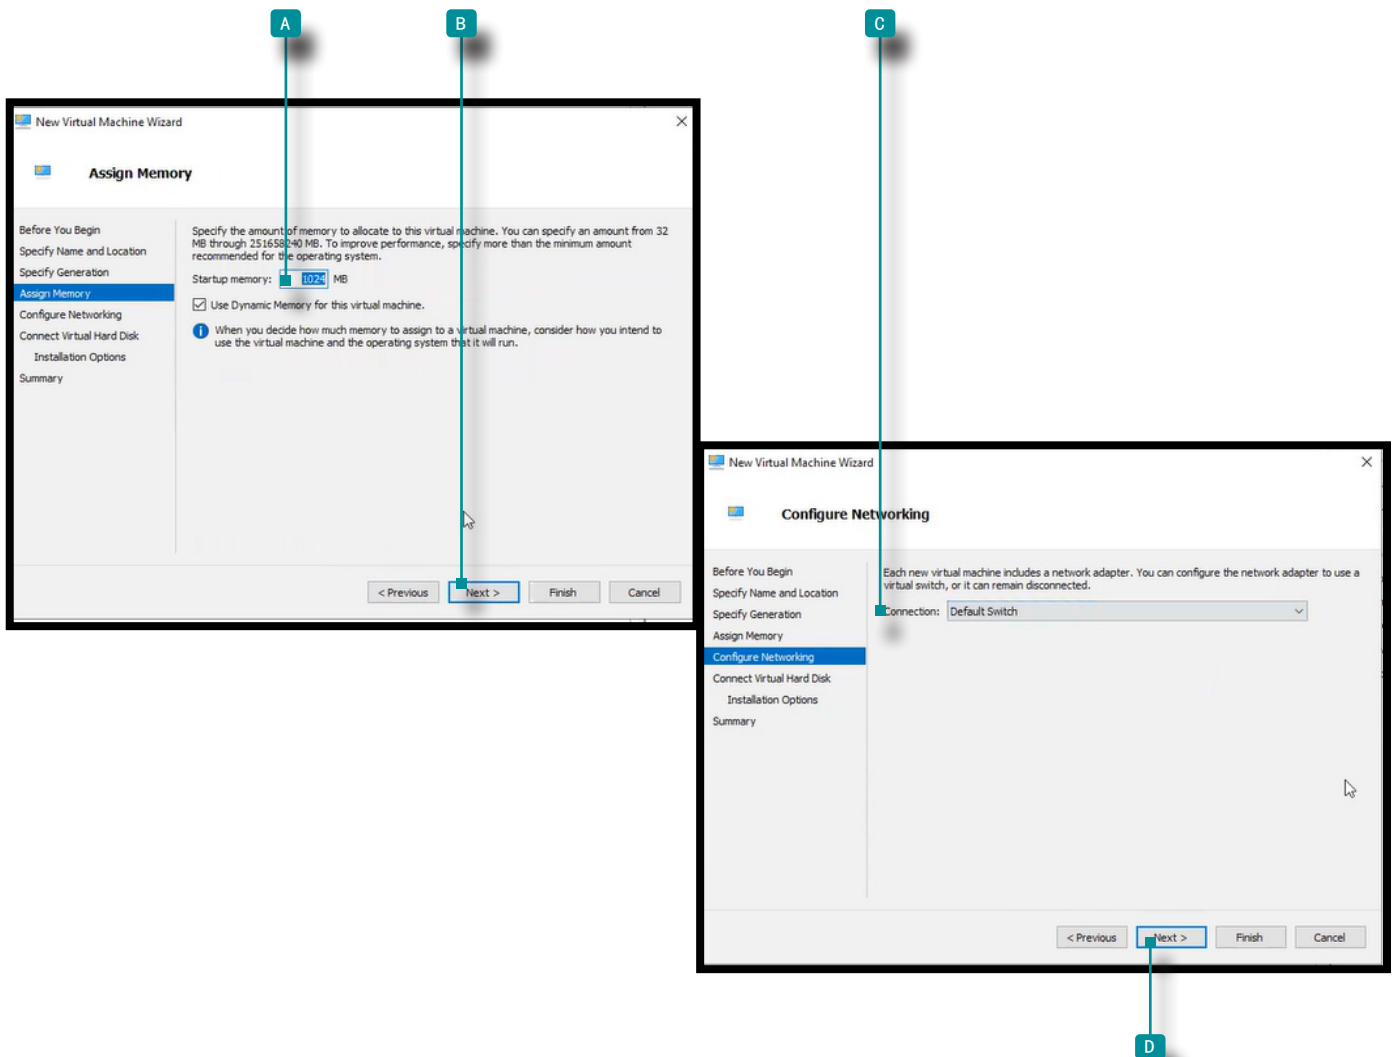 A
B
C
New Virtual Machine Wizard
Assign Memory
Before You Begin
Specify Name and Location
Specify Generation
Assign Memory
Configure Networking
Connect Virtual Hard Disk
Installation Options
Summary
Specify the amount of memory to allocate to this virtual machine. You can specify an amount from 32
MB through 251658240 MB. To improve performance, specify more than the minimum amount
recommended for the operating system.
Startup memory: 1024 MB
Use Dynamic Memory for this virtual machine.
When you decide how much memory to assign to a virtual machine, consider how you intend to
use the virtual machine and the operating system that it will run.
< Previous Next > Finish Cancel
New Virtual Machine Wizard
Configure Networking
Before You Begin
Specify Name and Location
Specify Generation
Assign Memory
Configure Networking
Connect Virtual Hard Disk
Installation Options
Summary
Each new virtual machine includes a network adapter. You can configure the network adapter to use a
virtual switch, or it can remain disconnected.
Connection: Default Switch
< Previous Next > Finish Cancel
D